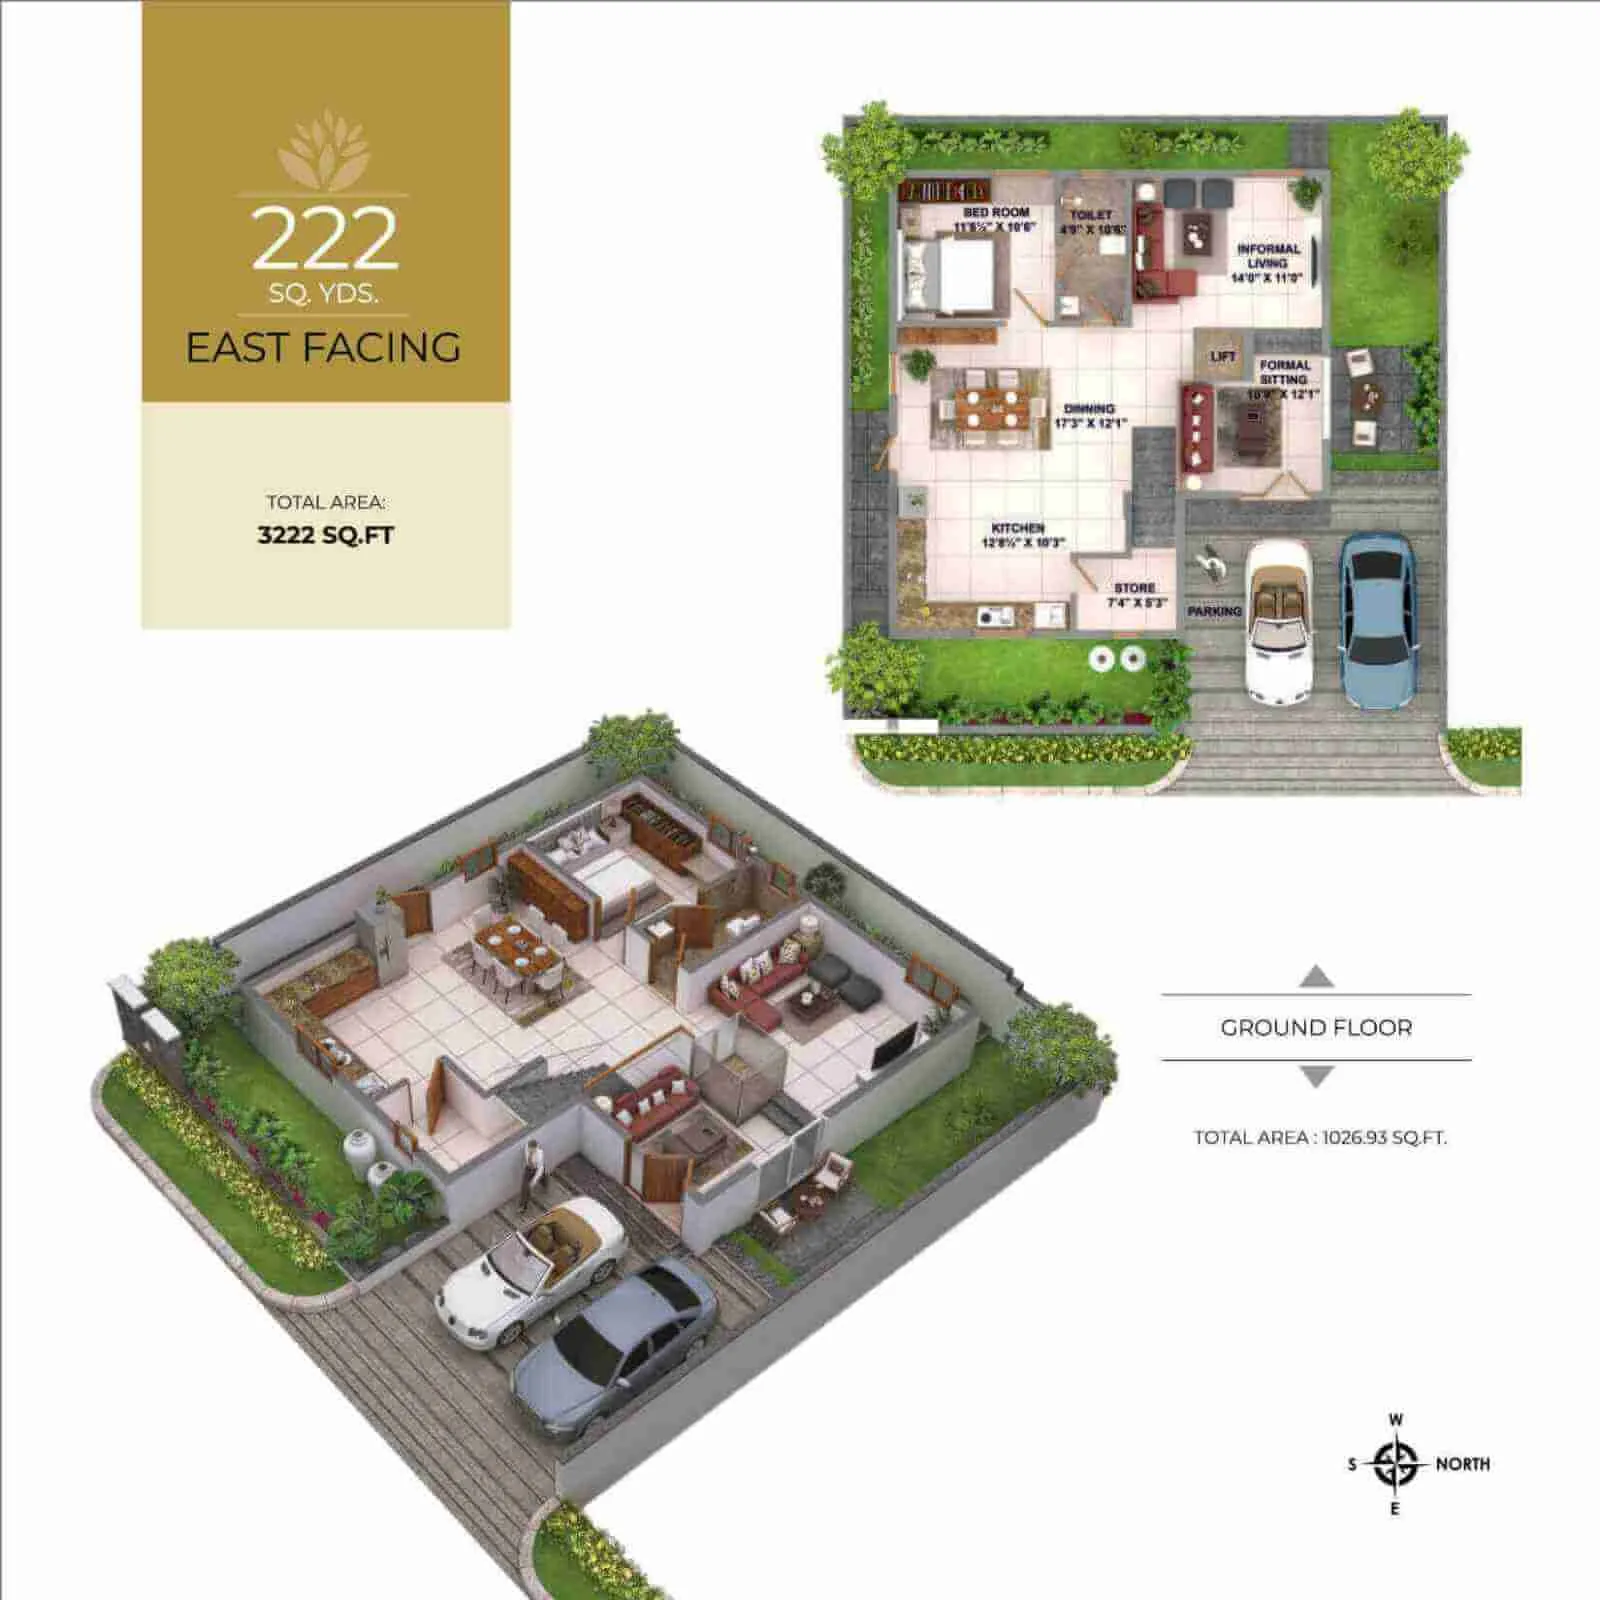 222
SQ. YDS.
EAST FACING
TOTAL AREA:
3222 SQ.FT
BED ROOM
11'6½" X 10'6"
TOILET
4'9" X 10'6"
INFORMAL
LIVING
14'0" X 11'0"
LIFT
FORMAL
SITTING
10'9" X 12'1"
DINNING
17'3" X 12'1"
KITCHEN
12'8½" X 10'3"
STORE
7'4" X 5'3"
PARKING
GROUND FLOOR
TOTAL AREA : 1026.93 SQ.FT.
W
S
NORTH
E